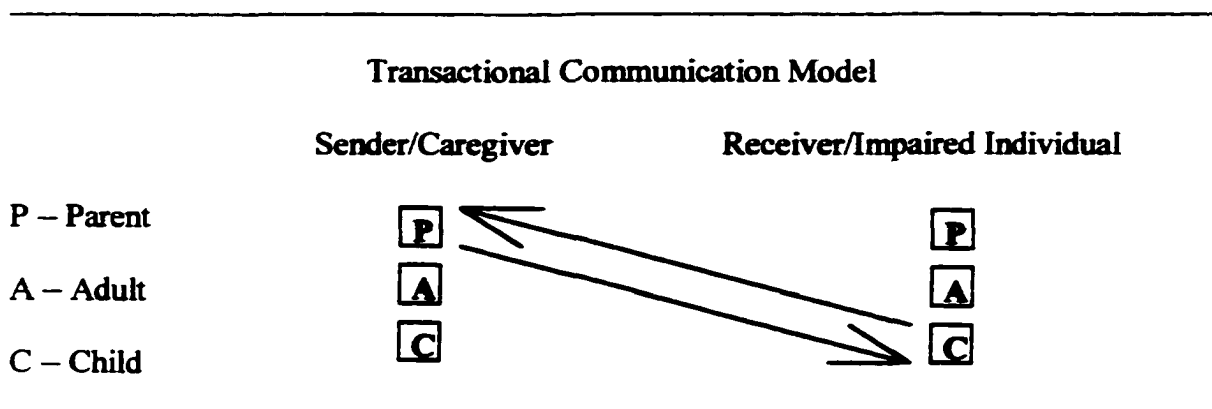 Transactional Communication Model
Sender/Caregiver Receiver/Impaired Individual
P – Parent P P
A – Adult A A
C – Child C C